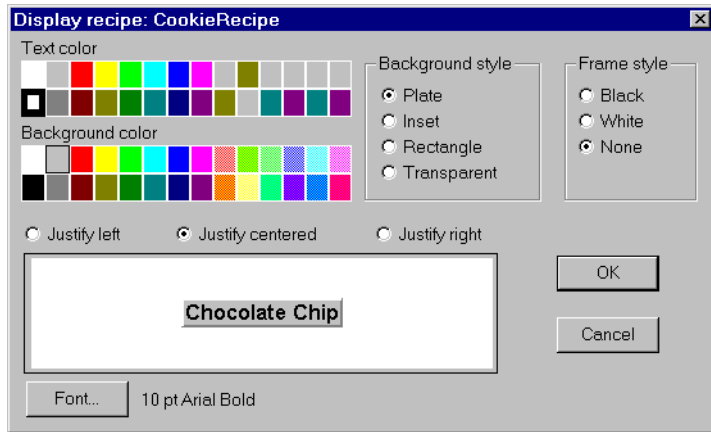 Display recipe: CookieRecipe
Text color
Background color
Background style
Plate
Inset
Rectangle
Transparent
Frame style
Black
White
None
Justify left
Justify centered
Justify right
Chocolate Chip
OK
Cancel
Font...
10 pt Arial Bold